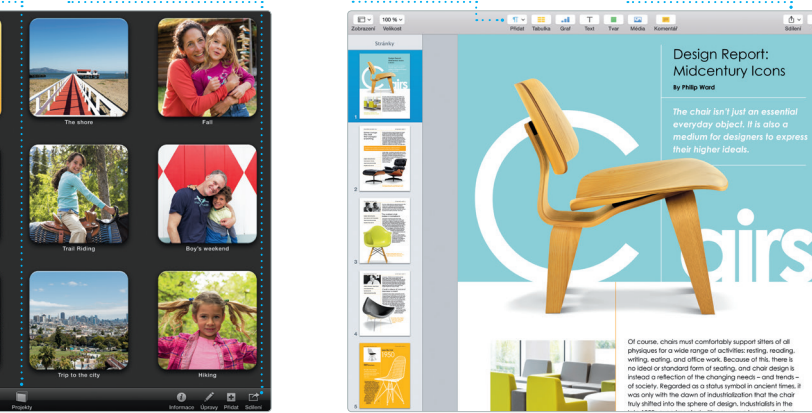 The shore
Fall
Trail Riding
Boy's weekend
Trip to the city
Hiking
Projekty
Informace
Úpravy
Přidat
Sdílení
100 %
Zobrazení
Velikost
Přidat
Tabulka
Graf
Text
Tvar
Média
Komentář
Sdílení
Stránky
1
2
3
4
5
Design Report:
Midcentury Icons
By Philip Ward
The chair isn't just an essential
everyday object. It is also a
medium for designers to express
their higher ideals.
C
airs
Of course, chairs must comfortably support sitters of all
physiques for a wide range of activities: resting, reading,
writing, eating, and office work. Because of this, there is
no ideal or standard form of seating, and chair design is
instead a reflection of the changing needs – and trends –
of society. Regarded as a status symbol in ancient times, it
was only with the dawn of industrialization that the chair
truly shifted into the sphere of design. Industrialists in the